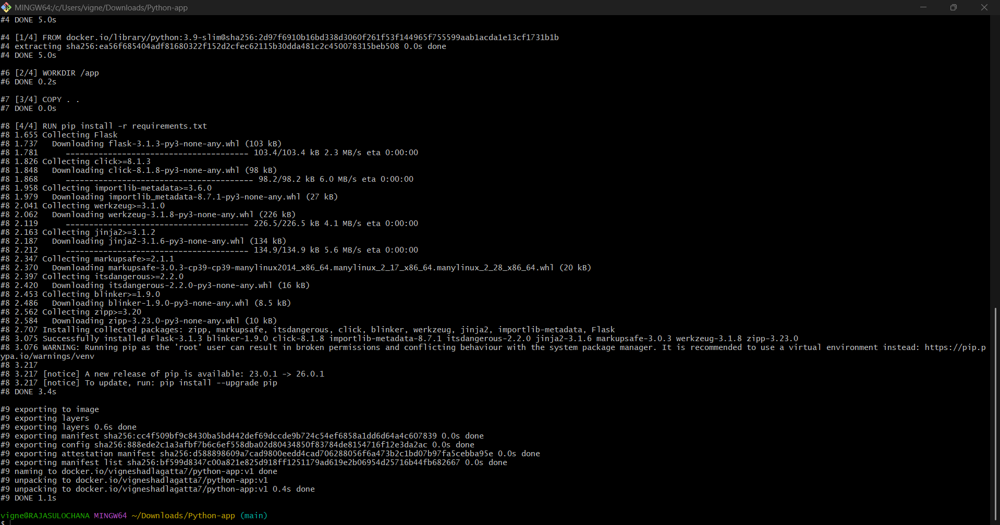 MINGW64:/c/Users/vigne/Downloads/Python-app
#4 DONE 5.0s
#4 [1/4] FROM docker.io/library/python:3.9-slim@sha256:2d97f6910b16bd338d3060f261f53f144965f755599aab1acda1e13cf1731b1b
#4 extracting sha256:ea56f685404adf81680322f152d2cfec62115b30dda481c2c450078315beb508 0.0s done
#4 DONE 5.0s
#6 [2/4] WORKDIR /app
#6 DONE 0.2s
#7 [3/4] COPY . .
#7 DONE 0.0s
#8 [4/4] RUN pip install -r requirements.txt
#8 1.655 Collecting Flask
#8 1.737   Downloading flask-3.1.3-py3-none-any.whl (103 kB)
#8 1.781      --------------------------------------- 103.4/103.4 kB 2.3 MB/s eta 0:00:00
#8 1.826 Collecting click>=8.1.3
#8 1.848   Downloading click-8.1.8-py3-none-any.whl (98 kB)
#8 1.868      ---------------------------------------- 98.2/98.2 kB 6.0 MB/s eta 0:00:00
#8 1.958 Collecting importlib-metadata>=3.6.0
#8 1.979   Downloading importlib_metadata-8.7.1-py3-none-any.whl (27 kB)
#8 2.041 Collecting werkzeug>=3.1.0
#8 2.062   Downloading werkzeug-3.1.8-py3-none-any.whl (226 kB)
#8 2.119      --------------------------------------- 226.5/226.5 kB 4.1 MB/s eta 0:00:00
#8 2.163 Collecting jinja2>=3.1.2
#8 2.187   Downloading jinja2-3.1.6-py3-none-any.whl (134 kB)
#8 2.212      --------------------------------------- 134.9/134.9 kB 5.6 MB/s eta 0:00:00
#8 2.347 Collecting markupsafe>=2.1.1
#8 2.370   Downloading markupsafe-3.0.3-cp39-cp39-manylinux2014_x86_64.manylinux_2_17_x86_64.manylinux_2_28_x86_64.whl (20 kB)
#8 2.397 Collecting itsdangerous>=2.2.0
#8 2.420   Downloading itsdangerous-2.2.0-py3-none-any.whl (16 kB)
#8 2.453 Collecting blinker>=1.9.0
#8 2.486   Downloading blinker-1.9.0-py3-none-any.whl (8.5 kB)
#8 2.562 Collecting zipp>=3.20
#8 2.584   Downloading zipp-3.23.0-py3-none-any.whl (10 kB)
#8 2.707 Installing collected packages: zipp, markupsafe, itsdangerous, click, blinker, werkzeug, jinja2, importlib-metadata, Flask
#8 3.075 Successfully installed Flask-3.1.3 blinker-1.9.0 click-8.1.8 importlib-metadata-8.7.1 itsdangerous-2.2.0 jinja2-3.1.6 markupsafe-3.0.3 werkzeug-3.1.8 zipp-3.23.0
#8 3.076 WARNING: Running pip as the 'root' user can result in broken permissions and conflicting behaviour with the system package manager. It is recommended to use a virtual environment instead: https://pip.p
ypa.io/warnings/venv
#8 3.217
#8 3.217 [notice] A new release of pip is available: 23.0.1 -> 26.0.1
#8 3.217 [notice] To update, run: pip install --upgrade pip
#8 DONE 3.4s
#9 exporting to image
#9 exporting layers
#9 exporting layers 0.6s done
#9 exporting manifest sha256:cc4f509bf9c8430ba5bd442def69dccde9b724c54ef6858a1dd6d64a4c607839 0.0s done
#9 exporting config sha256:888ede2c1a3afbf7b6c6ef558dba02d80434850f83784de8154716f12e3da2ac 0.0s done
#9 exporting attestation manifest sha256:d588898609a7cad9800eedd4cad706288056f6a473b2c1bd07b97fa5cebba95e 0.0s done
#9 exporting manifest list sha256:bf599d8347c00a821e825d918ff1251179ad619e2b06954d25716b44fb682667 0.0s done
#9 naming to docker.io/vigneshadlagatta7/python-app:v1 done
#9 unpacking to docker.io/vigneshadlagatta7/python-app:v1
#9 unpacking to docker.io/vigneshadlagatta7/python-app:v1 0.4s done
#9 DONE 1.1s
vigne@RAJASULOCHANA MINGW64 ~/Downloads/Python-app (main)
$